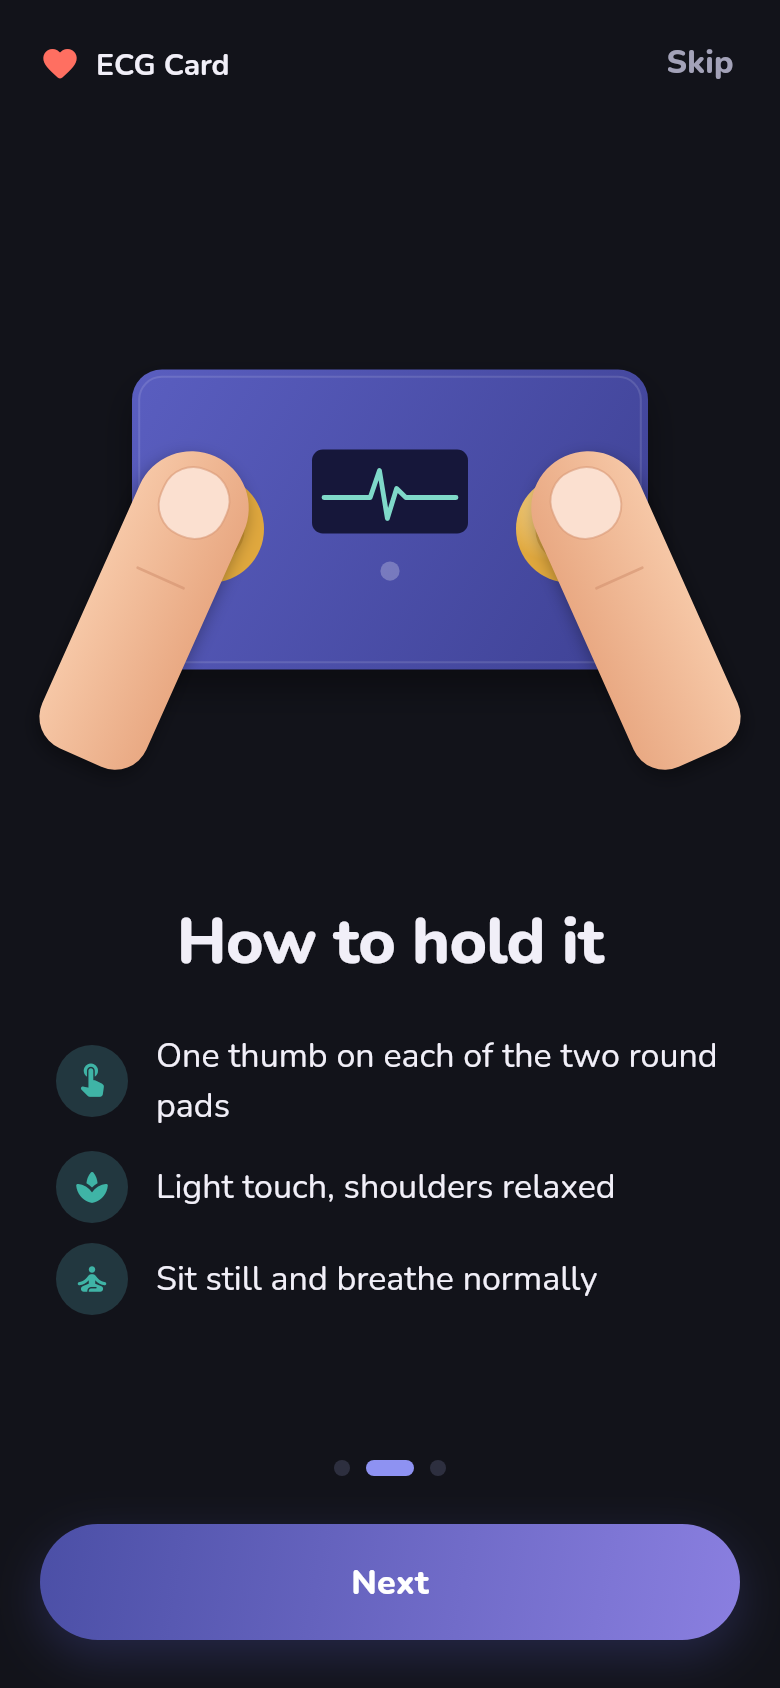 ECG Card
Skip
How to hold it
One thumb on each of the two round
pads
Light touch, shoulders relaxed
Sit still and breathe normally
Next